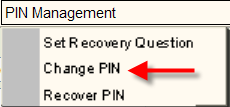 PIN Management
Set Recovery Question
Change PIN
Recover PIN